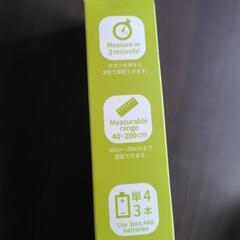 Measure in
3 seconds!
ボタンを押すと
3秒で測定できます。
Measurable
range
40~200cm
40cm～200cmまで
測定できます。
単4
3本
Use 3pcs AAA
batteries